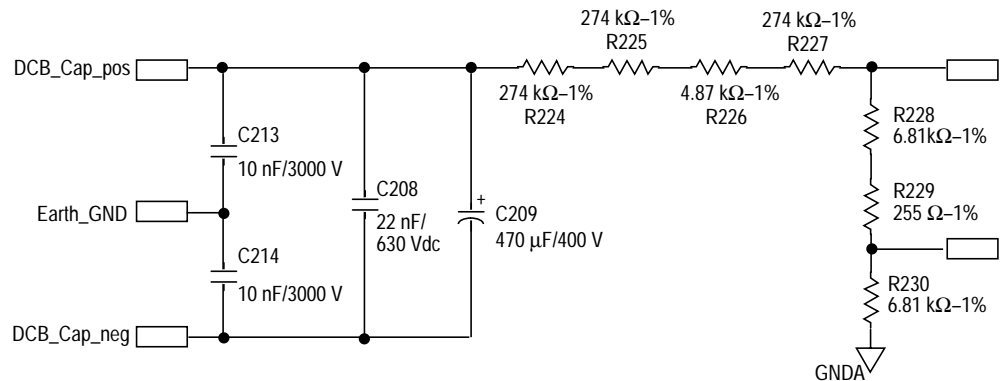 274 kΩ–1%
R225
274 kΩ–1%
R227
DCB_Cap_pos
274 kΩ–1%
R224
4.87 kΩ–1%
R226
R228
6.81kΩ–1%
C213
10 nF/3000 V
C208
22 nF/
630 Vdc
+
C209
470 µF/400 V
R229
255 Ω–1%
Earth_GND
C214
10 nF/3000 V
R230
6.81 kΩ–1%
DCB_Cap_neg
GNDA